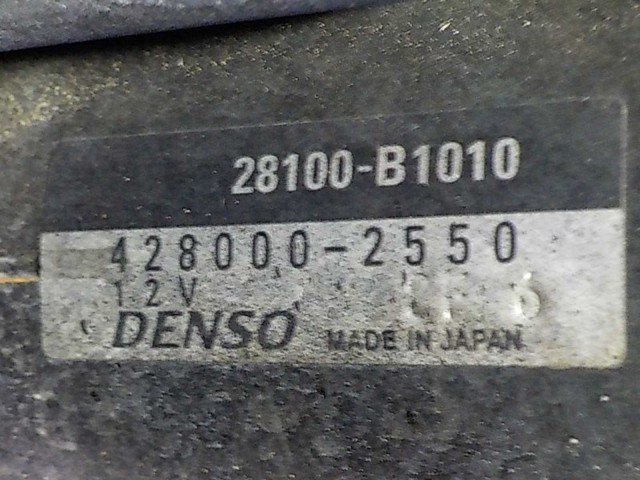 28100-B1010
428000-2550
12V
DENSO MADE IN JAPAN